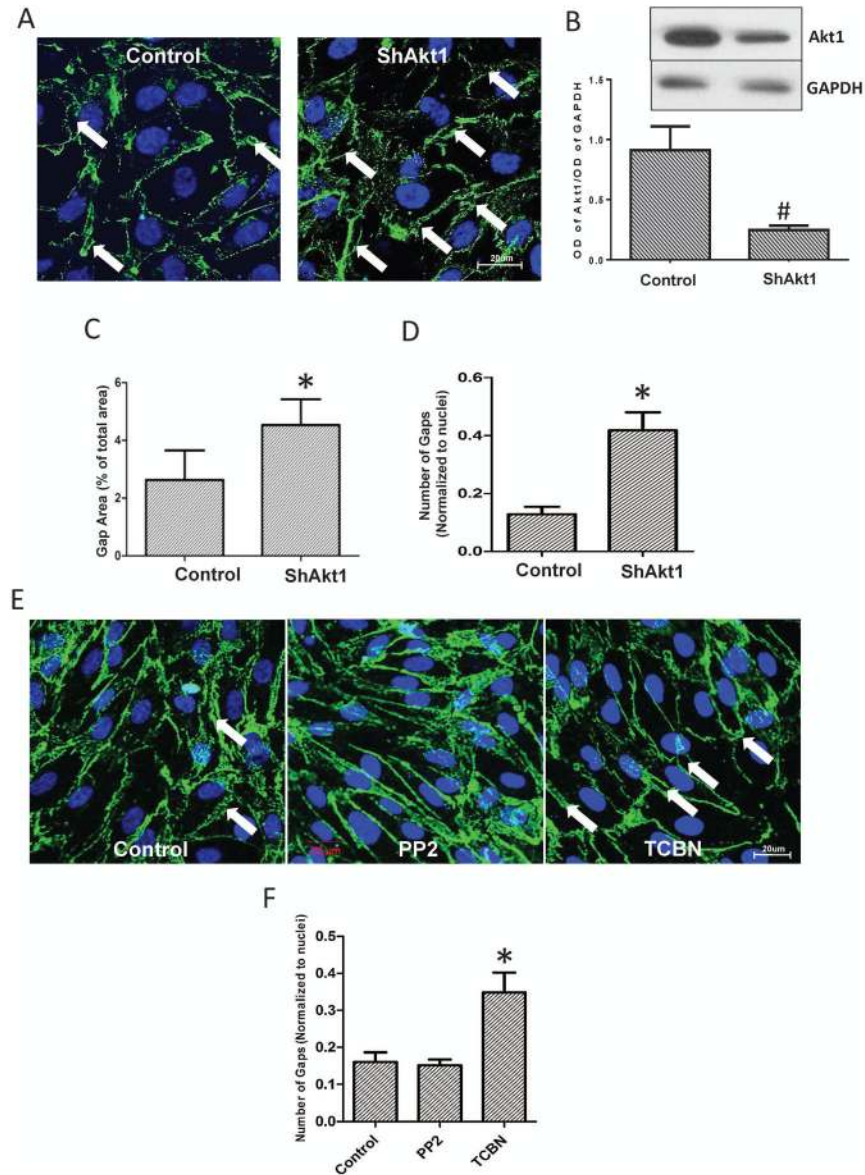 A
Control
ShAkt1
20um
B
Akt1
GAPDH
OD of Akt1/OD of GAPDH
1.5
1.0
0.5
0.0
#
Control
ShAkt1
C
Gap Area (% of total area)
6
4
2
0
*
Control
ShAkt1
D
Number of Gaps
(Normalized to nuclei)
0.6
0.4
0.2
0.0
*
Control
ShAkt1
E
Control
PP2
TCBN
20um
F
Number of Gaps (Normalized to nuclei)
0.5
0.4
0.3
0.2
0.1
0.0
*
Control
PP2
TCBN